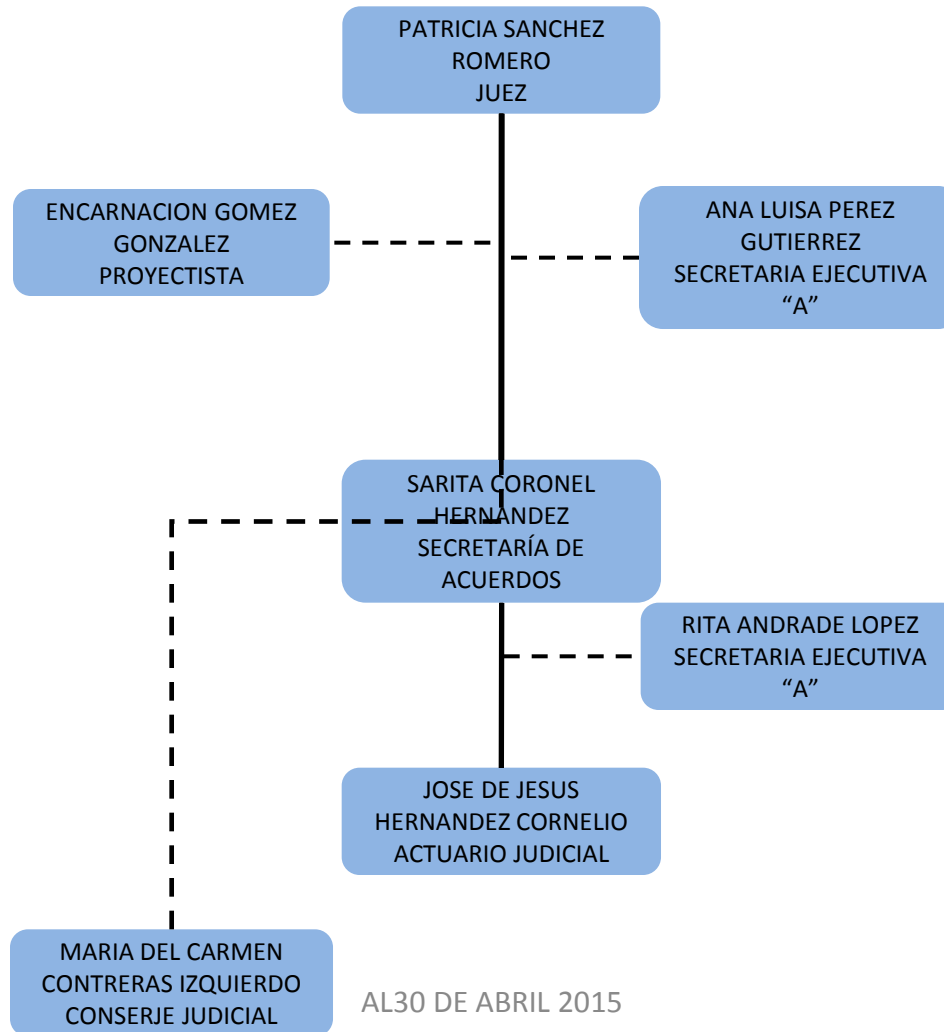 PATRICIA SANCHEZ
ROMERO
JUEZ
ENCARNACION GOMEZ
GONZALEZ
PROYECTISTA
ANA LUISA PEREZ
GUTIERREZ
SECRETARIA EJECUTIVA
“A”
SARITA CORONEL
HERNANDEZ
SECRETARÍA DE
ACUERDOS
RITA ANDRADE LOPEZ
SECRETARIA EJECUTIVA
“A”
JOSE DE JESUS
HERNANDEZ CORNELIO
ACTUARIO JUDICIAL
MARIA DEL CARMEN
CONTRERAS IZQUIERDO
CONSERJE JUDICIAL
AL30 DE ABRIL 2015